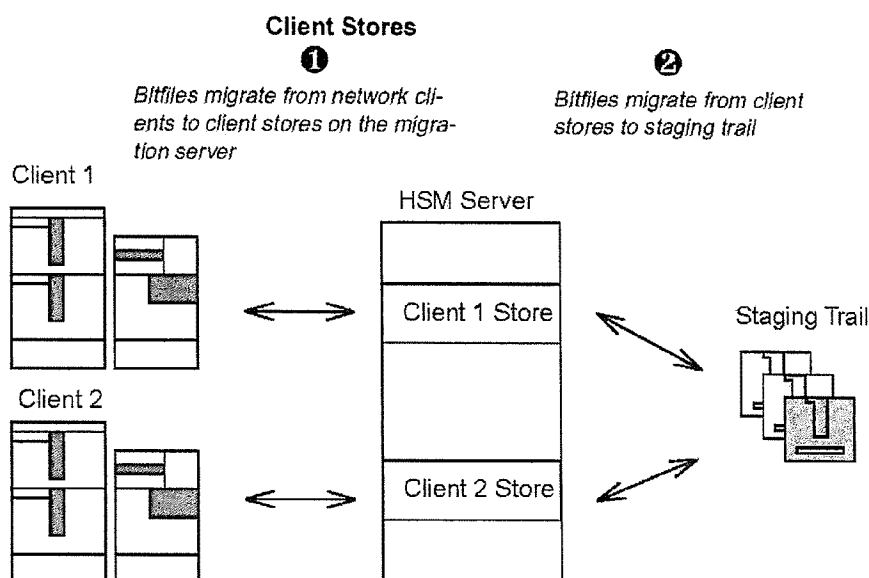 Client Stores
❶
Bitfiles migrate from network cli-
ents to client stores on the migra-
tion server
❷
Bitfiles migrate from client
stores to staging trail
Client 1
HSM Server
Client 1 Store
Staging Trail
Client 2
Client 2 Store